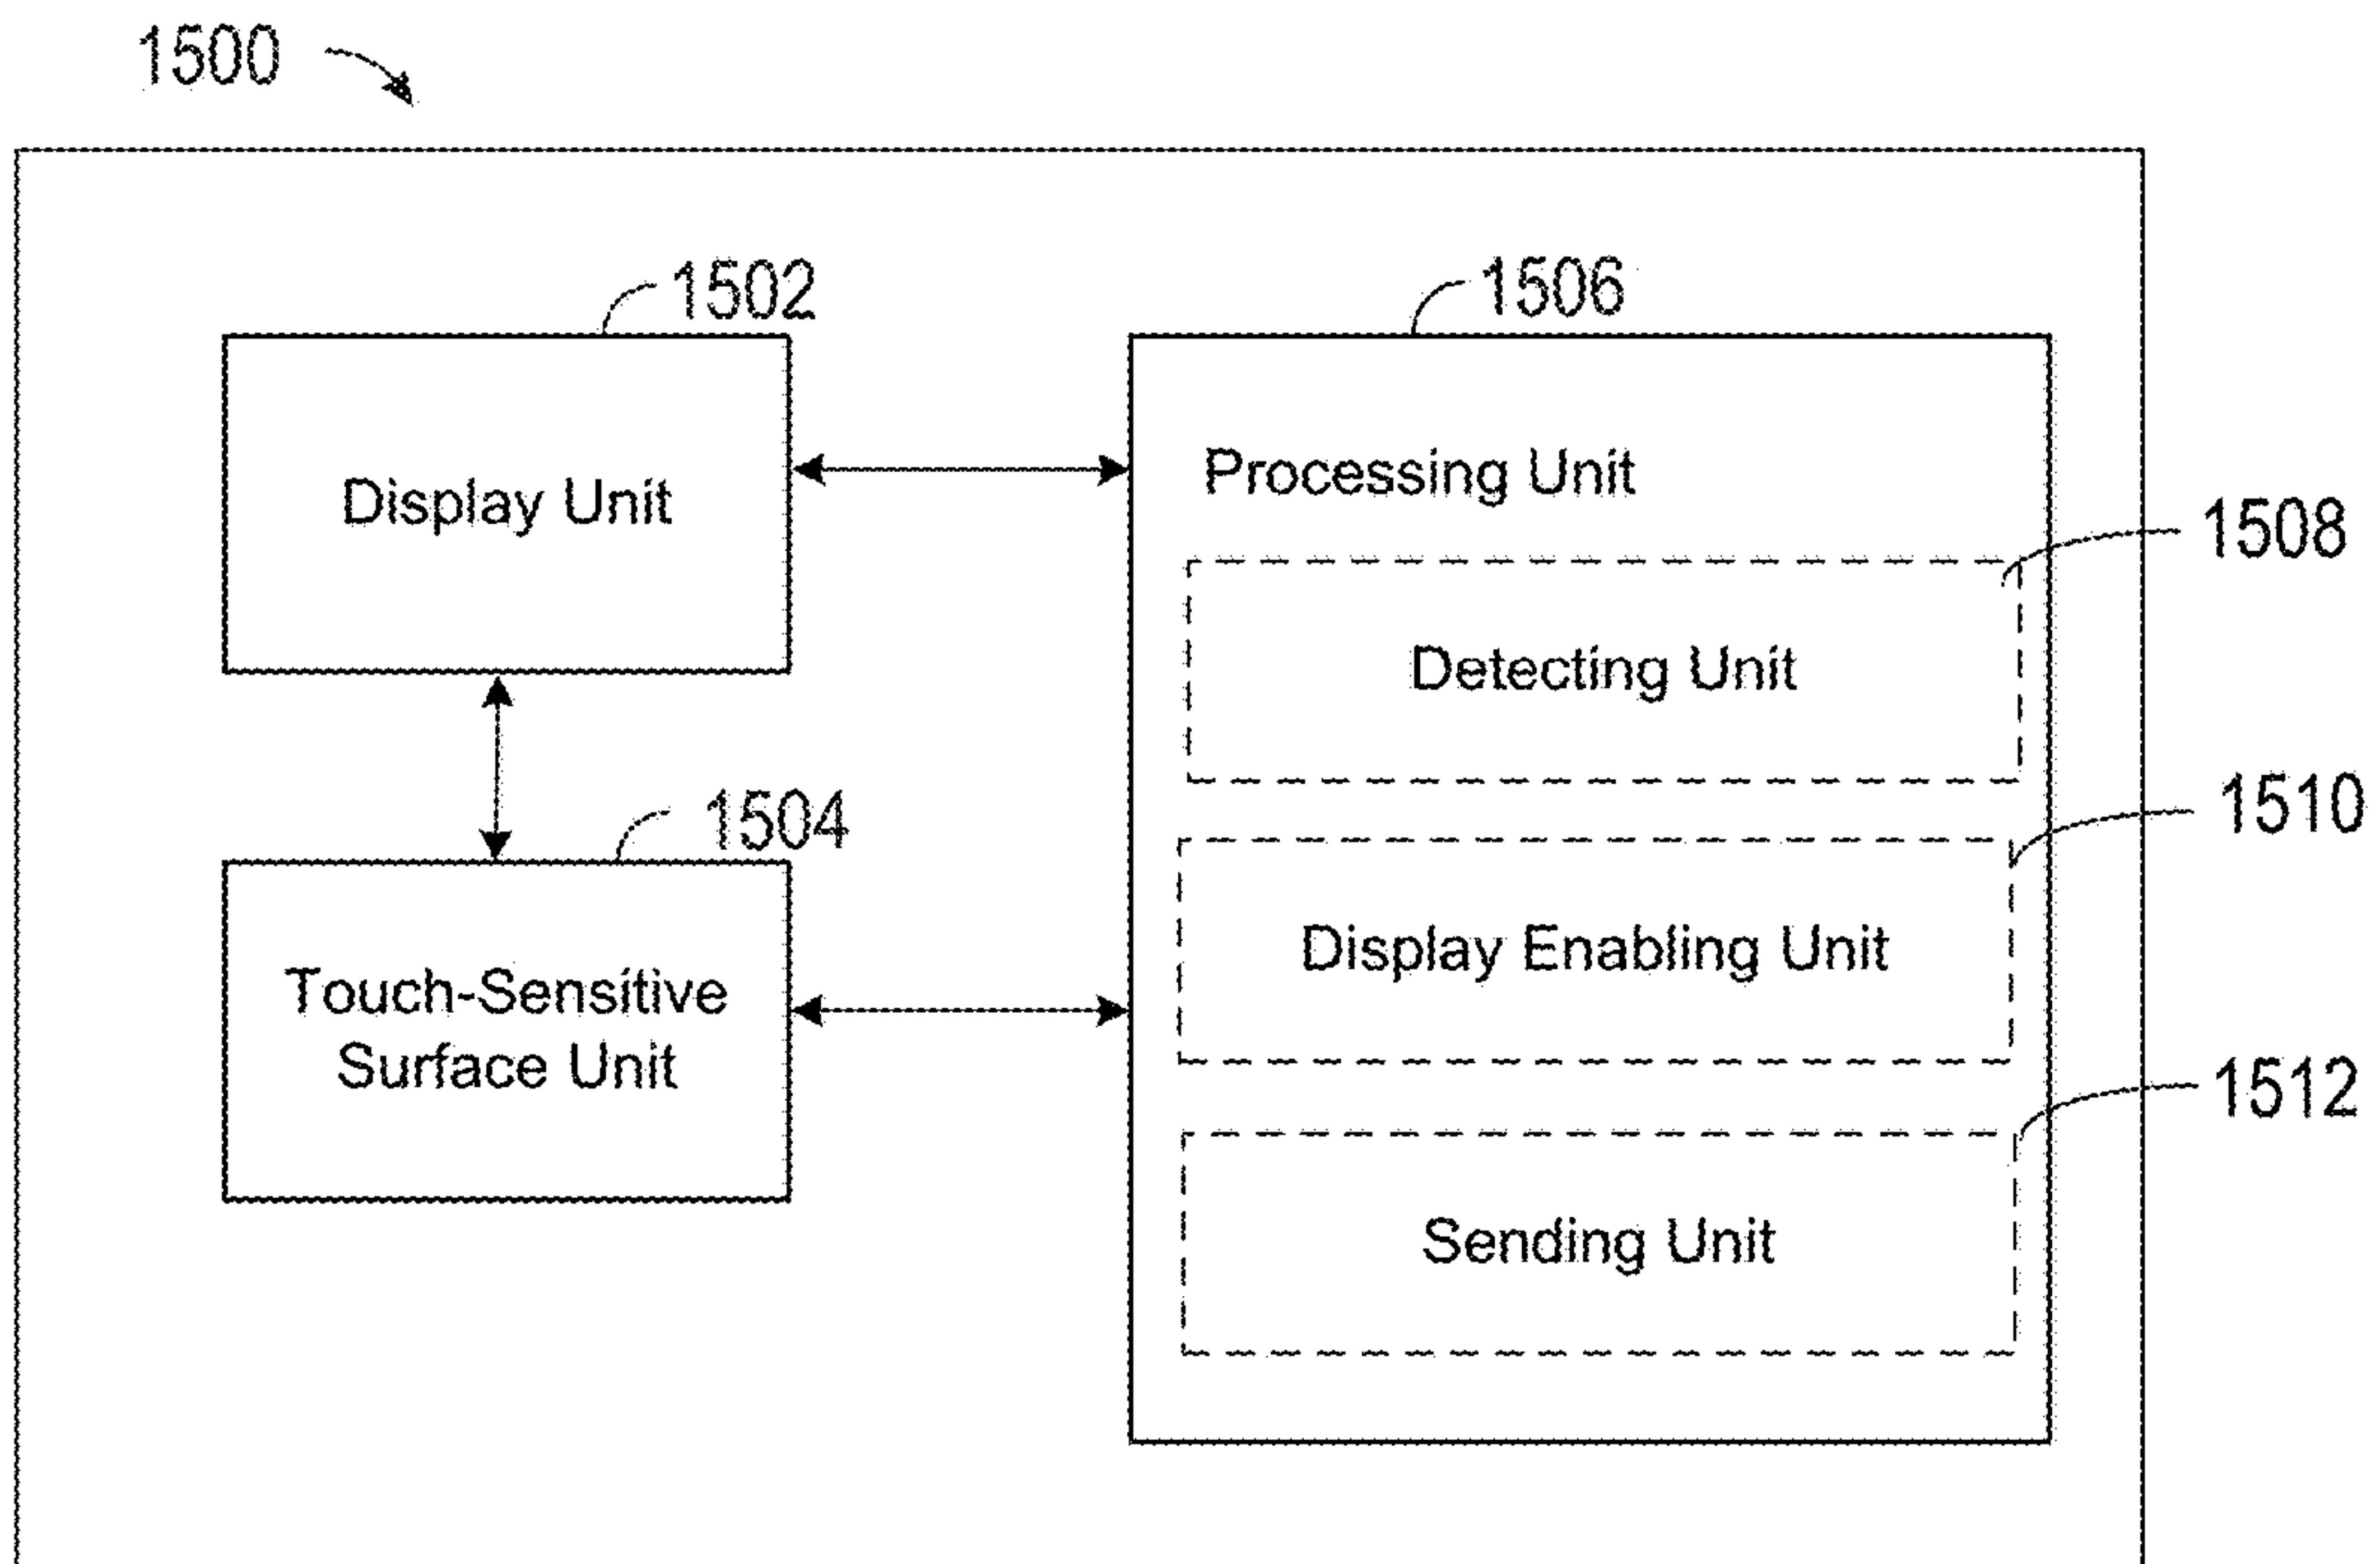 1500
1502
1506
Display Unit
Processing Unit
1508
Detecting Unit
1504
1510
Touch-Sensitive
Surface Unit
Display Enabling Unit
1512
Sending Unit